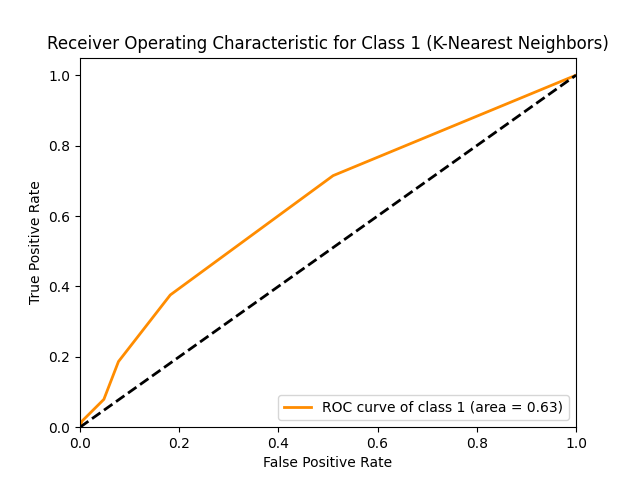 Receiver Operating Characteristic for Class 1 (K-Nearest Neighbors)
1.0
0.8
0.6
0.4
0.2
0.0
True Positive Rate
ROC curve of class 1 (area = 0.63)
0.0 0.2 0.4 0.6 0.8 1.0
False Positive Rate